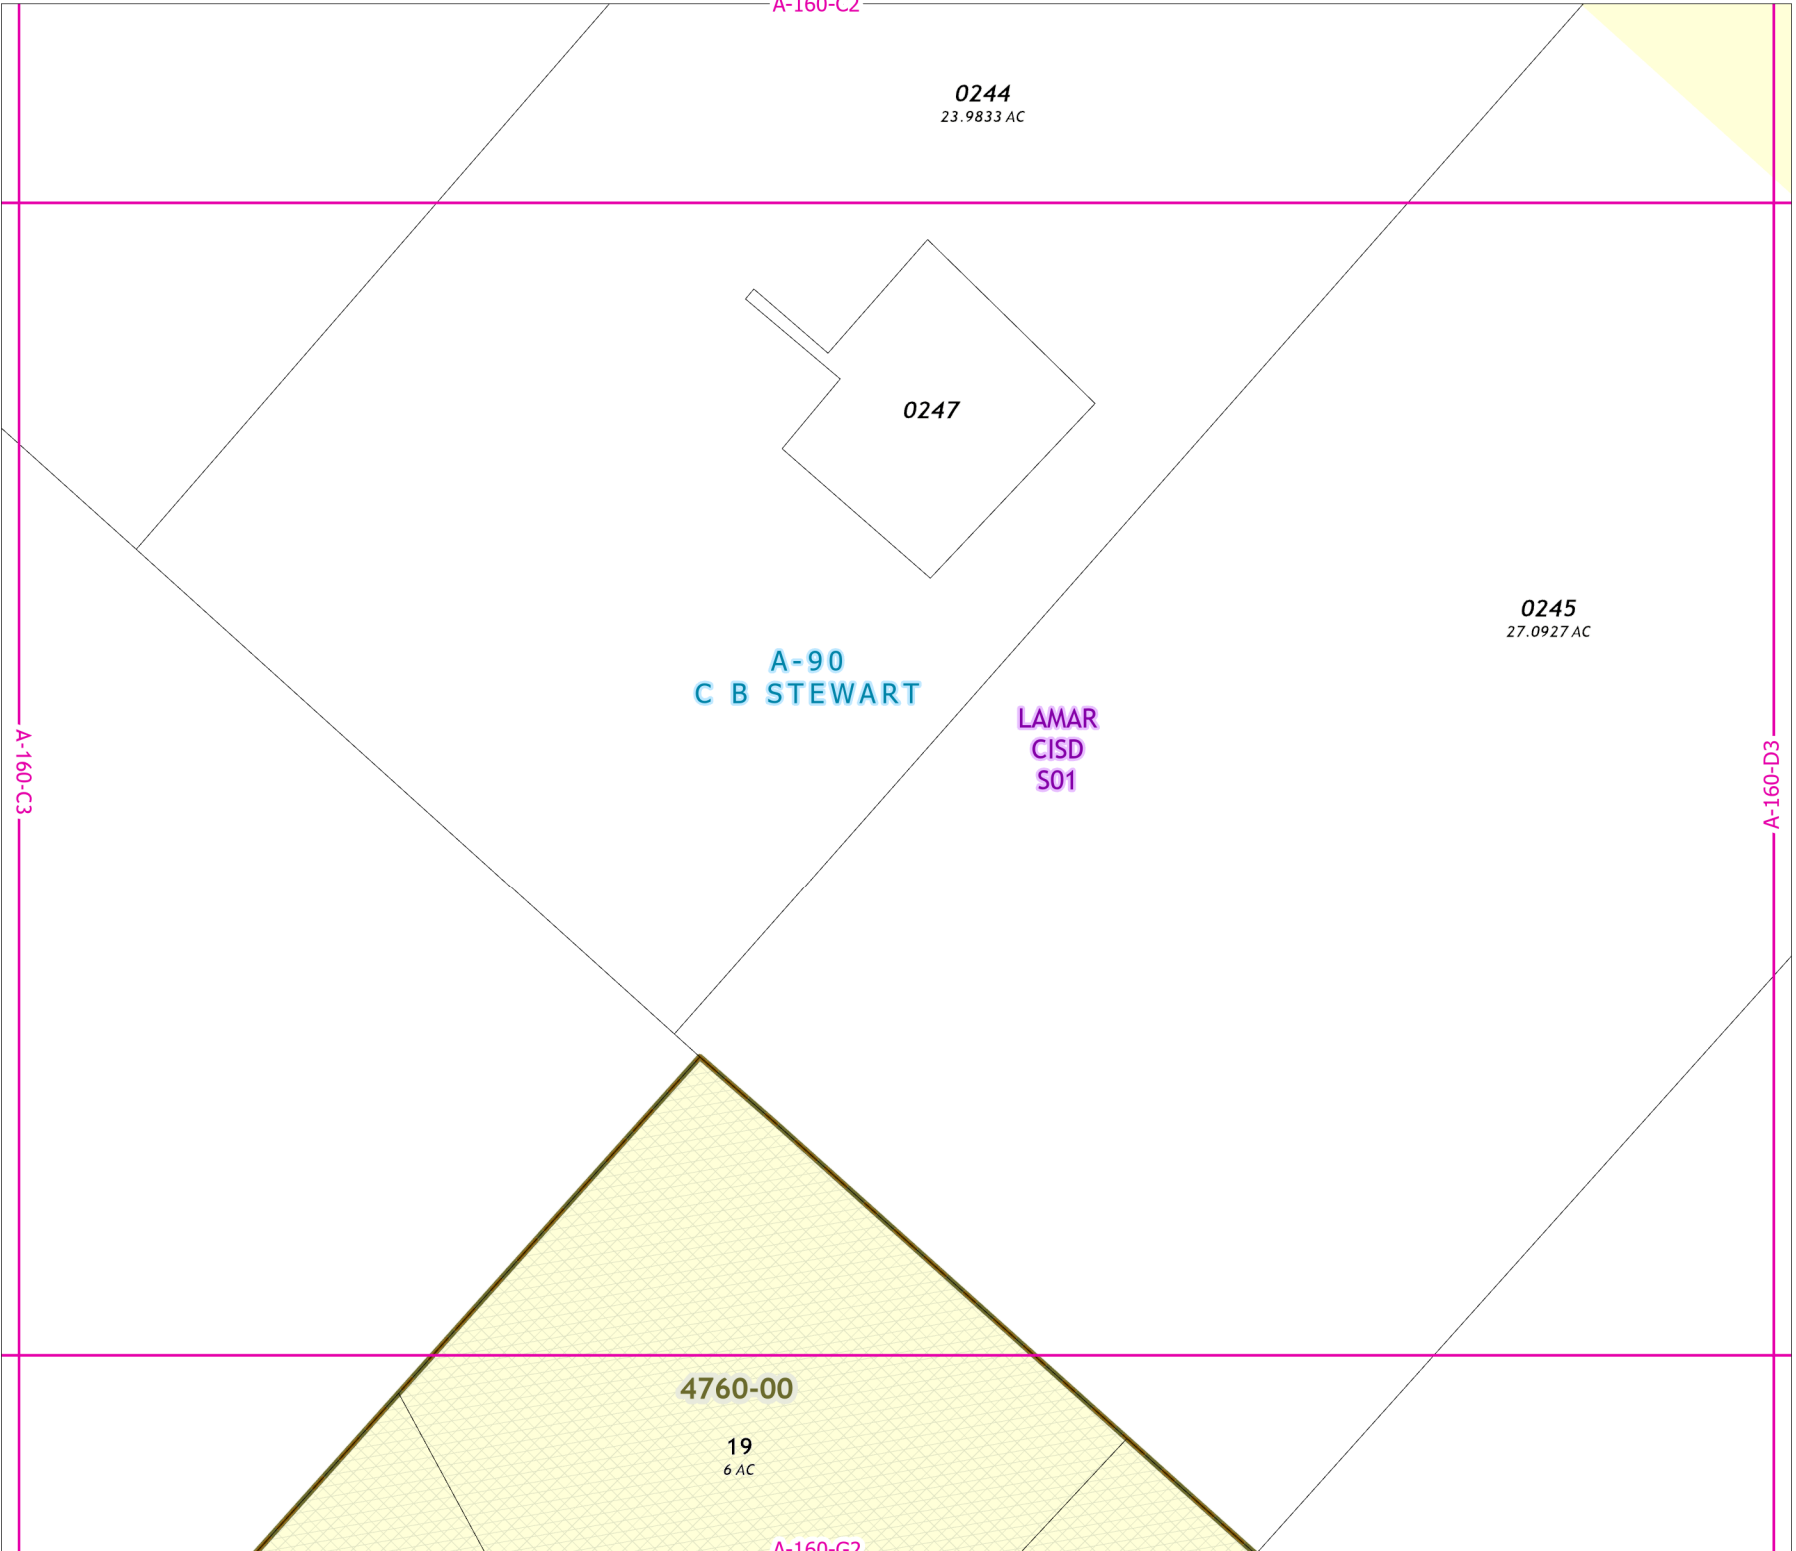 A-160-C2
0244
23.9833 AC
0247
0245
27.0927 AC
A-90
C B STEWART
LAMAR
CISD
S01
A-160-C3
A-160-D3
4760-00
19
6 AC
A-160-G2